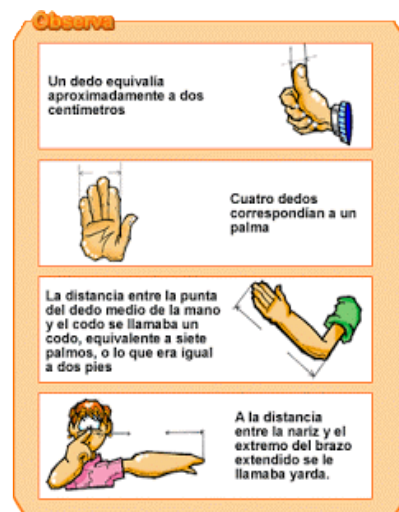 Observa
Un dedo equivalía
aproximadamente a dos
centímetros
Cuatro dedos
correspondían a un
palma
La distancia entre la punta
del dedo medio de la mano
y el codo se llamaba un
codo, equivalente a siete
palmos, o lo que era igual
a dos pies
A la distancia
entre la nariz y el
extremo del brazo
extendido se le
llamaba yarda.